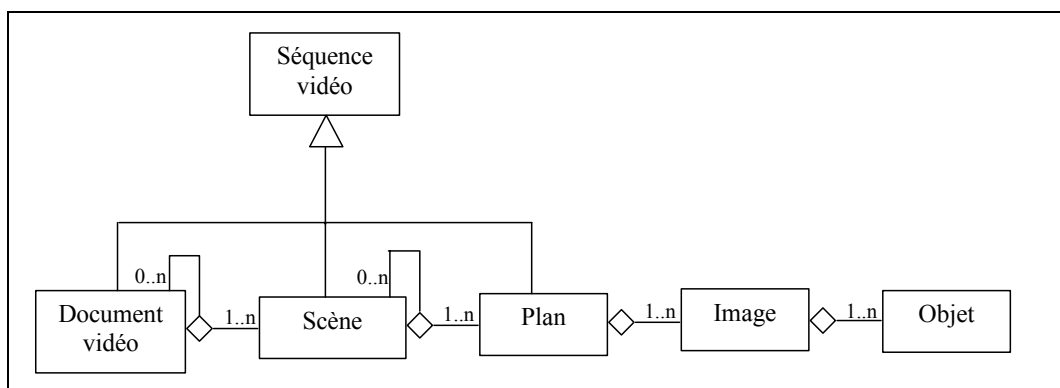 Séquence
vidéo
0..n
0..n
Document
vidéo
1..n
Scène
1..n
Plan
1..n
Image
1..n
Objet